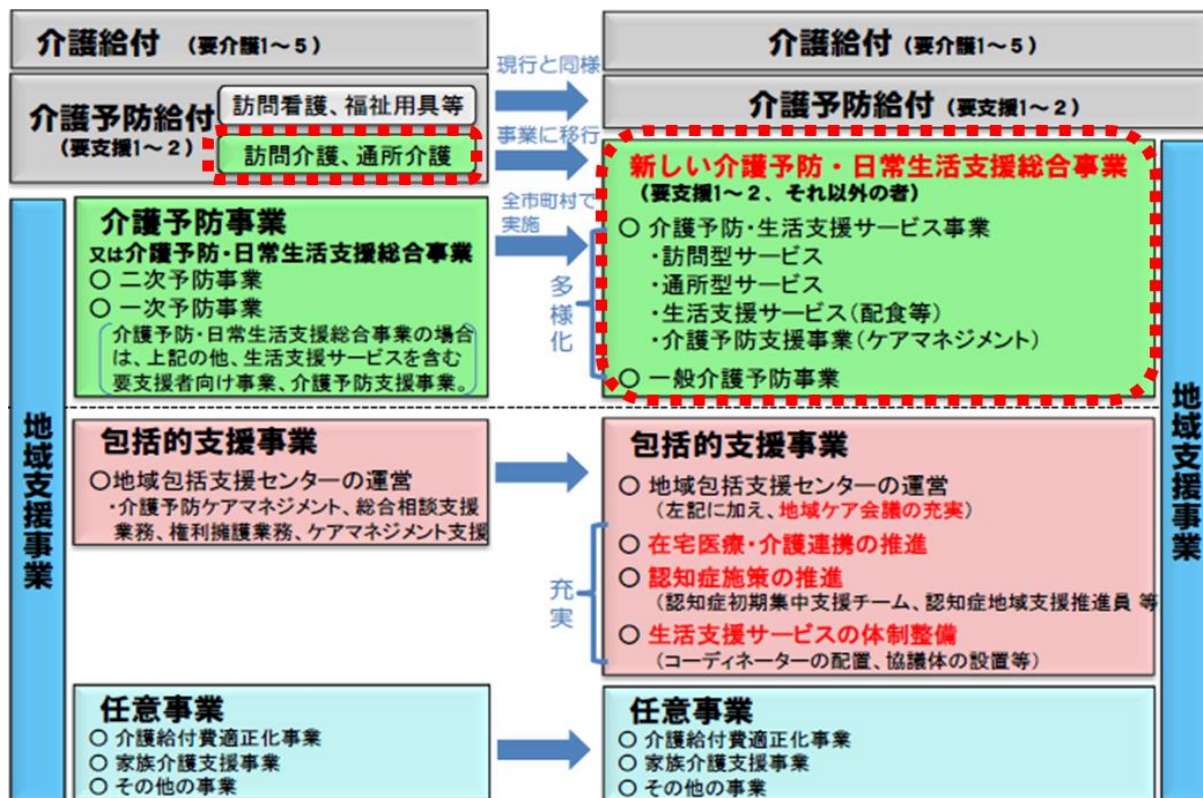 介護給付 (要介護1～5)
介護予防給付
(要支援1～2)
訪問看護、福祉用具等
訪問介護、通所介護
地域支援事業
介護予防事業
又は介護予防・日常生活支援総合事業
○ 二次予防事業
○ 一次予防事業
介護予防・日常生活支援総合事業の場合
は、上記の他、生活支援サービスを含む
要支援者向け事業、介護予防支援事業。
包括的支援事業
○地域包括支援センターの運営
・介護予防ケアマネジメント、総合相談支援
業務、権利擁護業務、ケアマネジメント支援
任意事業
○ 介護給付費適正化事業
○ 家族介護支援事業
○ その他の事業
現行と同様
事業に移行
全市町村で
実施
多様化
充実
介護給付 (要介護1～5)
介護予防給付 (要支援1～2)
新しい介護予防・日常生活支援総合事業
(要支援1～2、それ以外の者)
○ 介護予防・生活支援サービス事業
・訪問型サービス
・通所型サービス
・生活支援サービス(配食等)
・介護予防支援事業(ケアマネジメント)
○ 一般介護予防事業
包括的支援事業
○ 地域包括支援センターの運営
(左記に加え、地域ケア会議の充実)
○ 在宅医療・介護連携の推進
○ 認知症施策の推進
(認知症初期集中支援チーム、認知症地域支援推進員 等
○ 生活支援サービスの体制整備
(コーディネーターの配置、協議体の設置等)
任意事業
○ 介護給付費適正化事業
○ 家族介護支援事業
○ その他の事業
地域支援事業